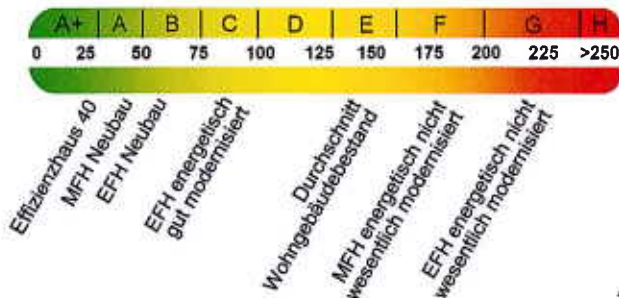 A+ A B C D E F G H
0 25 50 75 100 125 150 175 200 225 >250
Effizienzhaus 40
MFH Neubau
EFH Neubau
EFH energetisch
gut modernisiert
Durchschnitt
Wohngebäudebestand
MFH energetisch nicht
wesentlich modernisiert
EFH energetisch nicht
wesentlich modernisiert